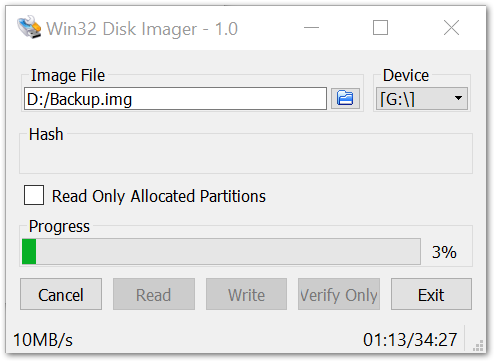 Win32 Disk Imager - 1.0
Image File
Device
D:/Backup.img
[G:\]
Hash
Read Only Allocated Partitions
Progress
3%
Cancel
Read
Write
Verify Only
Exit
10MB/s
01:13/34:27